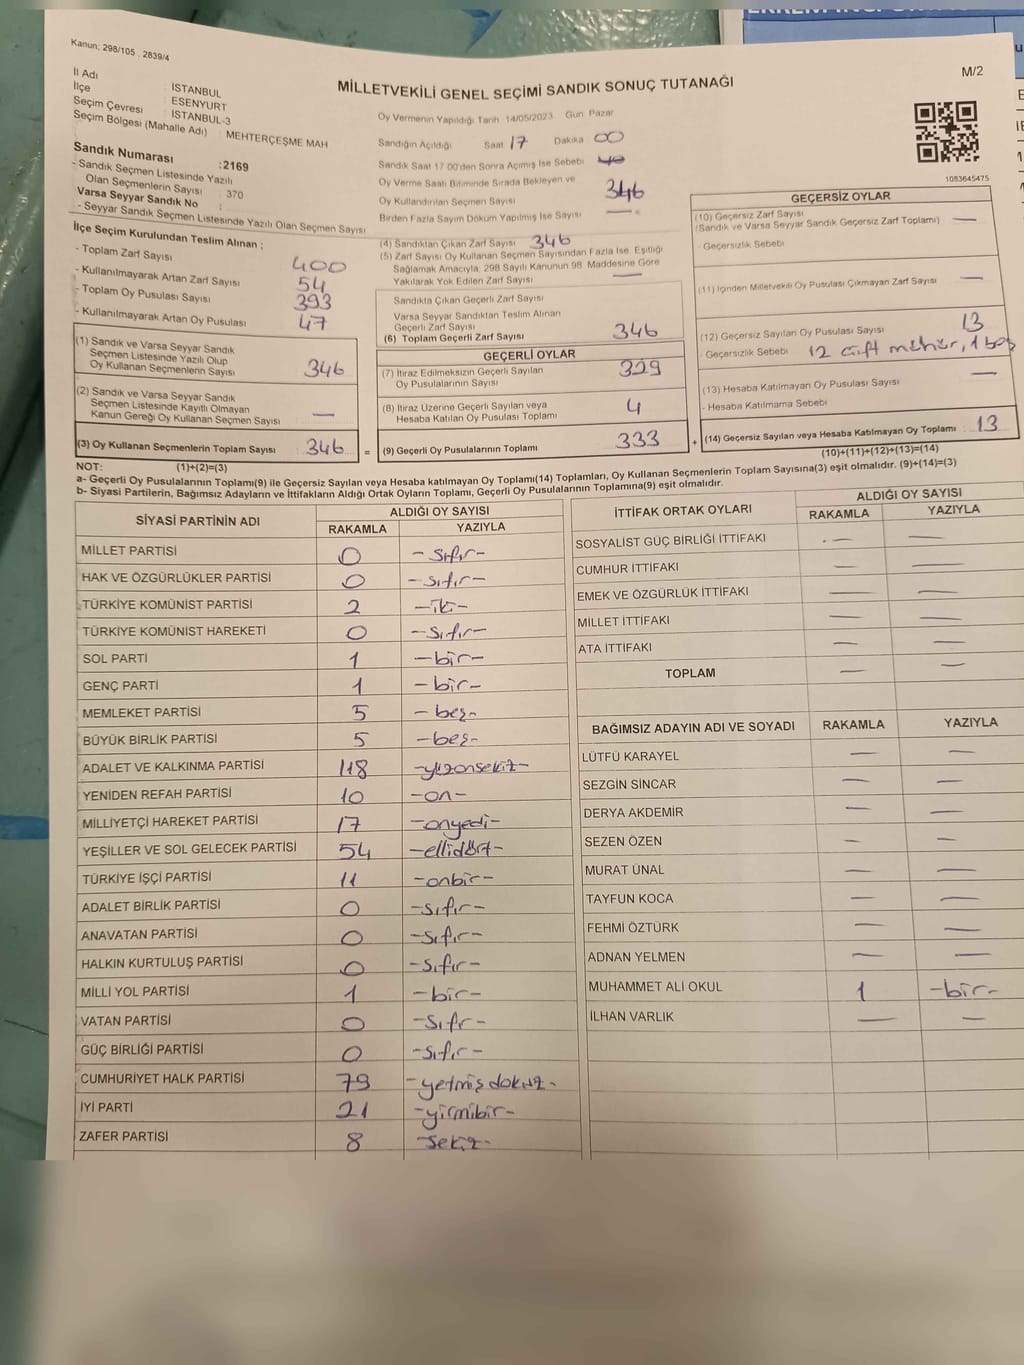 Kanun: 298/105 , 2839/4
MİLLETVEKİLİ GENEL SEÇİMİ SANDIK SONUÇ TUTANAĞI
M/2
İl Adı : İSTANBUL
İlçe : ESENYURT
Seçim Çevresi : İSTANBUL-3
Seçim Bölgesi (Mahalle Adı) : MEHTERÇEŞME MAH
Sandık Numarası : 2169
- Sandık Seçmen Listesinde Yazılı
Olan Seçmenlerin Sayısı : 370
Varsa Seyyar Sandık No :
- Seyyar Sandık Seçmen Listesinde Yazılı Olan Seçmen Sayısı
Oy Vermenin Yapıldığı Tarih 14/05/2023 Gün Pazar
Sandığın Açıldığı Saat 17 Dakika 00
Sandık Saat 17 00'den Sonra Açımış İse Sebebi
Oy Verme Saati Bitiminde Sırada Bekleyen ve
Oy Kullandırılan Seçmen Sayısı 346
Birden Fazla Sayım Döküm Yapılmış İse Sayısı —
1083645475
İlçe Seçim Kurulundan Teslim Alınan ;
- Toplam Zarf Sayısı 400
- Kullanılmayarak Artan Zarf Sayısı 54
- Toplam Oy Pusulası Sayısı 393
- Kullanılmayarak Artan Oy Pusulası 47
(1) Sandık ve Varsa Seyyar Sandık
Seçmen Listesinde Yazılı Olup
Oy Kullanan Seçmenlerin Sayısı 346
(2) Sandık ve Varsa Seyyar Sandık
Seçmen Listesinde Kayıtlı Olmayan
Kanun Gereği Oy Kullanan Seçmen Sayısı —
(3) Oy Kullanan Seçmenlerin Toplam Sayısı 346 =
(1)+(2)=(3)
(4) Sandıktan Çıkan Zarf Sayısı 346
(5) Zarf Sayısı Oy Kullanan Seçmen Sayısından Fazla İse Eşitliği
Sağlamak Amacıyla, 298 Sayılı Kanunun 98 Maddesine Göre
Yakılarak Yok Edilen Zarf Sayısı —
Sandıkta Çıkan Geçerli Zarf Sayısı
Varsa Seyyar Sandıktan Teslim Alınan
Geçerli Zarf Sayısı
(6) Toplam Geçerli Zarf Sayısı 346
GEÇERLİ OYLAR
(7) İtiraz Edilmeksizin Geçerli Sayılan
Oy Pusulalarının Sayısı 329
(8) İtiraz Üzerine Geçerli Sayılan veya
Hesaba Katılan Oy Pusulası Toplamı 4
(9) Geçerli Oy Pusulalarının Toplamı 333 +
GEÇERSİZ OYLAR
(10) Geçersiz Zarf Sayısı
(Sandık ve Varsa Seyyar Sandık Geçersiz Zarf Toplamı) —
- Geçersizlik Sebebi
(11) İçinden Milletvekili Oy Pusulası Çıkmayan Zarf Sayısı —
(12) Geçersiz Sayılan Oy Pusulası Sayısı 13
- Geçersizlik Sebebi 12 Çift mühür, 1 boş
(13) Hesaba Katılmayan Oy Pusulası Sayısı —
- Hesaba Katılmama Sebebi
(14) Geçersiz Sayılan veya Hesaba Katılmayan Oy Toplamı 13
(10)+(11)+(12)+(13)=(14)
NOT:
a- Geçerli Oy Pusulalarının Toplamı(9) ile Geçersiz Sayılan veya Hesaba katılmayan Oy Toplamı(14) Toplamları, Oy Kullanan Seçmenlerin Toplam Sayısına(3) eşit olmalıdır. (9)+(14)=(3)
b- Siyasi Partilerin, Bağımsız Adayların ve İttifakların Aldığı Ortak Oyların Toplamı, Geçerli Oy Pusulalarının Toplamına(9) eşit olmalıdır.
SİYASİ PARTİNİN ADI
ALDIĞI OY SAYISI
RAKAMLA YAZIYLA
MİLLET PARTİSİ 0 - sıfır -
HAK VE ÖZGÜRLÜKLER PARTİSİ 0 - sıfır -
TÜRKİYE KOMÜNİST PARTİSİ 2 - iki -
TÜRKİYE KOMÜNİST HAREKETİ 0 - sıfır -
SOL PARTİ 1 - bir -
GENÇ PARTİ 1 - bir -
MEMLEKET PARTİSİ 5 - beş -
BÜYÜK BİRLİK PARTİSİ 5 - beş -
ADALET VE KALKINMA PARTİSİ 118 - yüzonsekiz -
YENİDEN REFAH PARTİSİ 10 - on -
MİLLİYETÇİ HAREKET PARTİSİ 17 - onyedi -
YEŞİLLER VE SOL GELECEK PARTİSİ 54 - ellidört -
TÜRKİYE İŞÇİ PARTİSİ 11 - onbir -
ADALET BİRLİK PARTİSİ 0 - sıfır -
ANAVATAN PARTİSİ 0 - sıfır -
HALKIN KURTULUŞ PARTİSİ 0 - sıfır -
MİLLİ YOL PARTİSİ 1 - bir -
VATAN PARTİSİ 0 - sıfır -
GÜÇ BİRLİĞİ PARTİSİ 0 - sıfır -
CUMHURİYET HALK PARTİSİ 79 - yetmişdokuz -
İYİ PARTİ 21 - yirmibir -
ZAFER PARTİSİ 8 - sekiz -
İTTİFAK ORTAK OYLARI
ALDIĞI OY SAYISI
RAKAMLA YAZIYLA
SOSYALİST GÜÇ BİRLİĞİ İTTİFAKI — —
CUMHUR İTTİFAKI — —
EMEK VE ÖZGÜRLÜK İTTİFAKI — —
MİLLET İTTİFAKI — —
ATA İTTİFAKI — —
TOPLAM — —
BAĞIMSIZ ADAYIN ADI VE SOYADI RAKAMLA YAZIYLA
LÜTFÜ KARAYEL — —
SEZGİN SİNCAR — —
DERYA AKDEMİR — —
SEZEN ÖZEN — —
MURAT ÜNAL — —
TAYFUN KOCA — —
FEHMİ ÖZTÜRK — —
ADNAN YELMEN — —
MUHAMMET ALİ OKUL 1 - bir -
İLHAN VARLIK — —